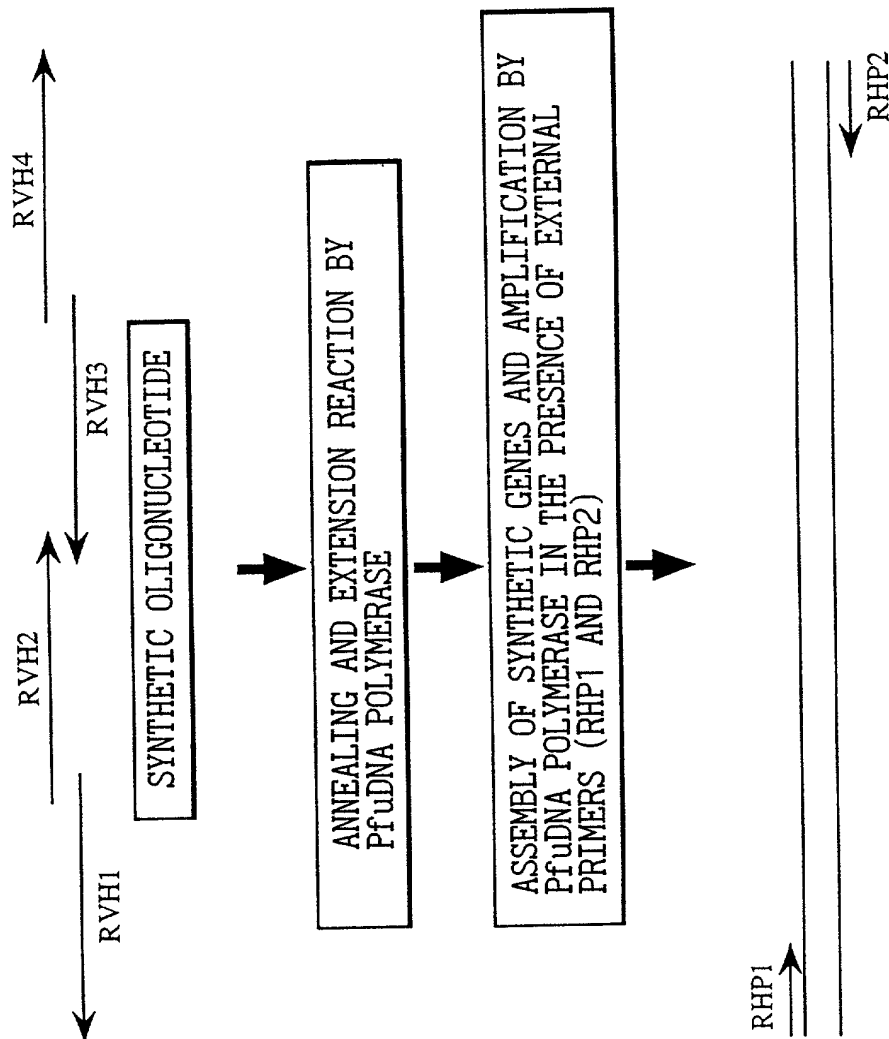 RVH2
RVH4
RVH1
RVH3
SYNTHETIC OLIGONUCLEOTIDE
ANNEALING AND EXTENSION REACTION BY
PfuDNA POLYMERASE
ASSEMBLY OF SYNTHETIC GENES AND AMPLIFICATION BY
PfuDNA POLYMERASE IN THE PRESENCE OF EXTERNAL
PRIMERS (RHP1 AND RHP2)
RHP1
RHP2